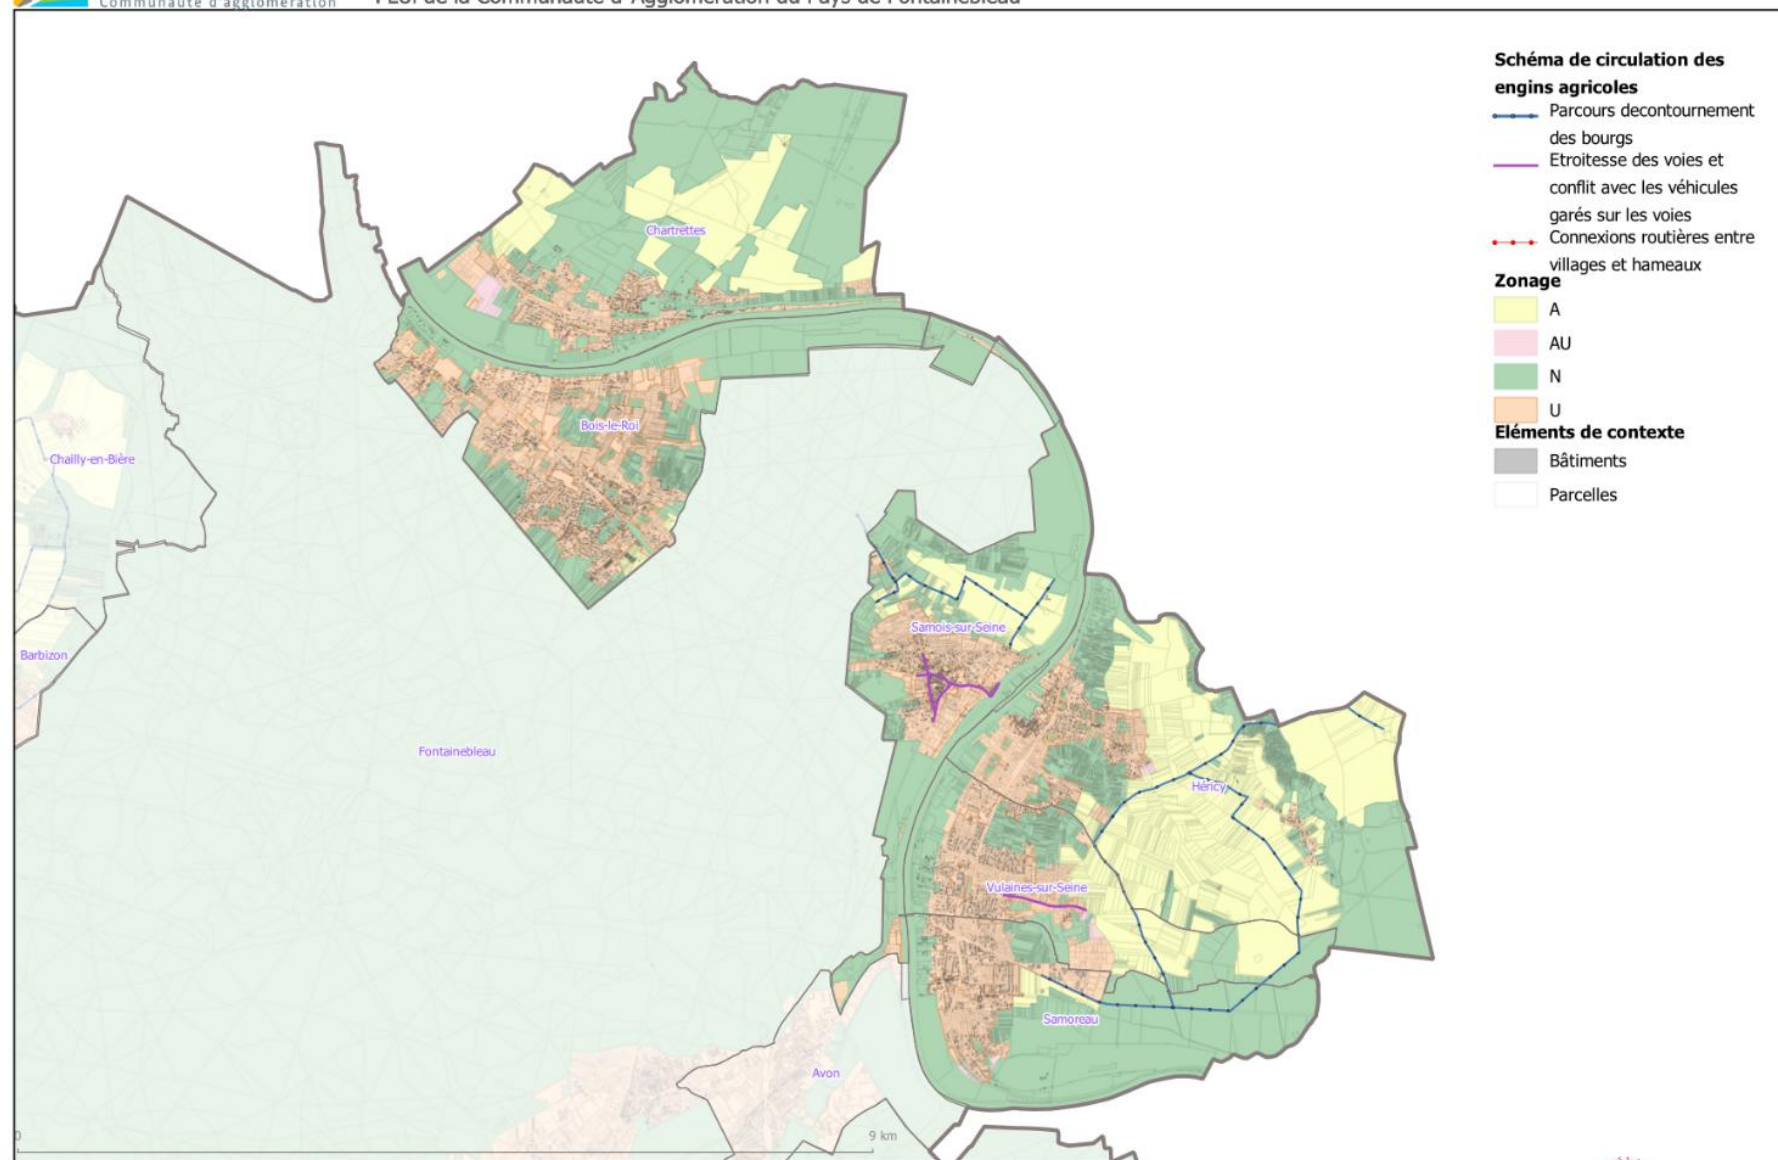 Communauté d'agglomération
PLUi de la Communauté d'Agglomération du Pays de Fontainebleau
Schéma de circulation des
engins agricoles
Parcours decontournement
des bourgs
Etroitesse des voies et
conflit avec les véhicules
garés sur les voies
Connexions routières entre
villages et hameaux
Zonage
A
AU
N
U
Eléments de contexte
Bâtiments
Parcelles
Chartrettes
Bois-le-Roi
Chailly-en-Bière
Samois-sur-Seine
Barbizon
Fontainebleau
Héricy
Vulaines-sur-Seine
Samoreau
Avon
0
9 km